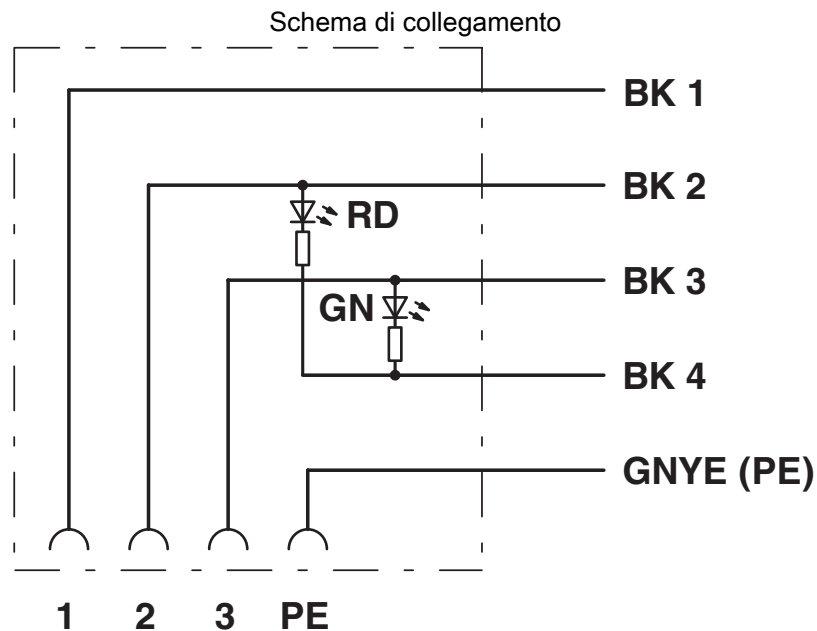 Schema di collegamento
BK 1
BK 2
RD
BK 3
GN
BK 4
GNYE (PE)
1 2 3 PE